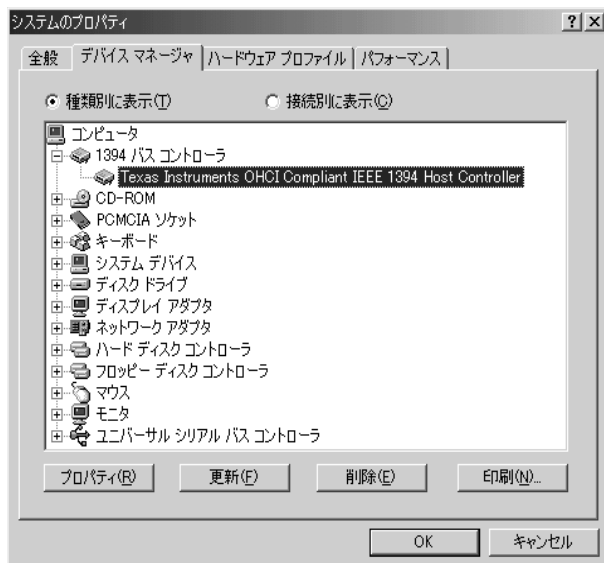 システムのプロパティ
全般 デバイス マネージャ ハードウェア プロファイル パフォーマンス
種類別に表示(T) 接続別に表示(C)
コンピュータ
1394 バス コントローラ
Texas Instruments OHCI Compliant IEEE 1394 Host Controller
CD-ROM
PCMCIA ソケット
キーボード
システム デバイス
ディスク ドライブ
ディスプレイ アダプタ
ネットワーク アダプタ
ハード ディスク コントローラ
フロッピー ディスク コントローラ
マウス
モニタ
ユニバーサル シリアル バス コントローラ
プロパティ(R) 更新(F) 削除(E) 印刷(N)...
OK キャンセル